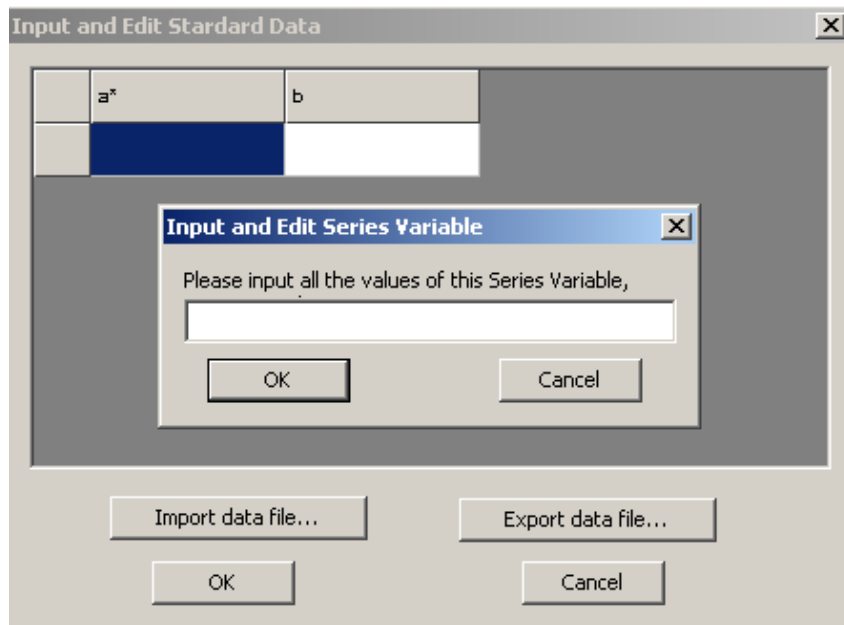 Input and Edit Stardard Data
a* b
Input and Edit Series Variable
Please input all the values of this Series Variable,
OK Cancel
Import data file... Export data file...
OK Cancel